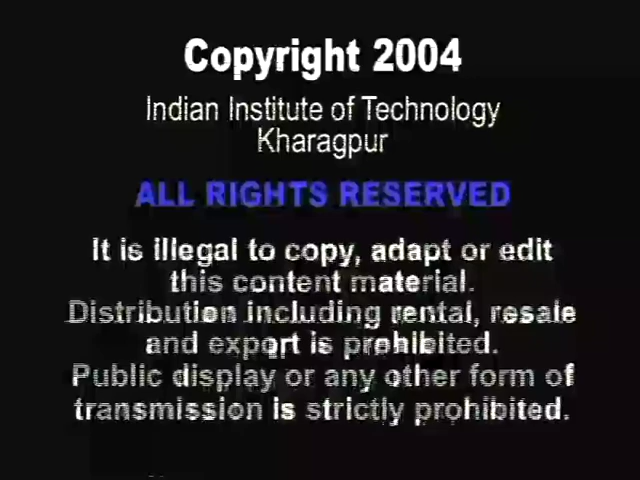 Copyright 2004
Indian Institute of Technology
Kharagpur
ALL RIGHTS RESERVED
It is illegal to copy, adapt or edit
this content material.
Distribution including rental, resale
and export is prohibited.
Public display or any other form of
transmission is strictly prohibited.